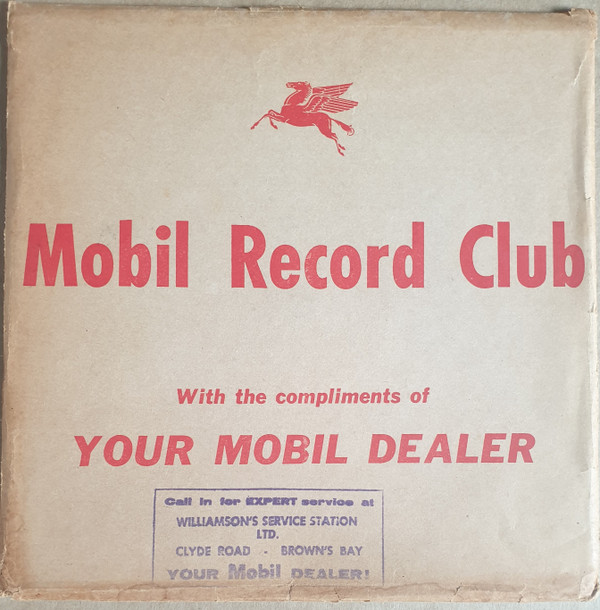 Mobil Record Club
With the compliments of
YOUR MOBIL DEALER
Call in for EXPERT service at
WILLIAMSON'S SERVICE STATION
LTD.
CLYDE ROAD - BROWN'S BAY
YOUR Mobil DEALER!